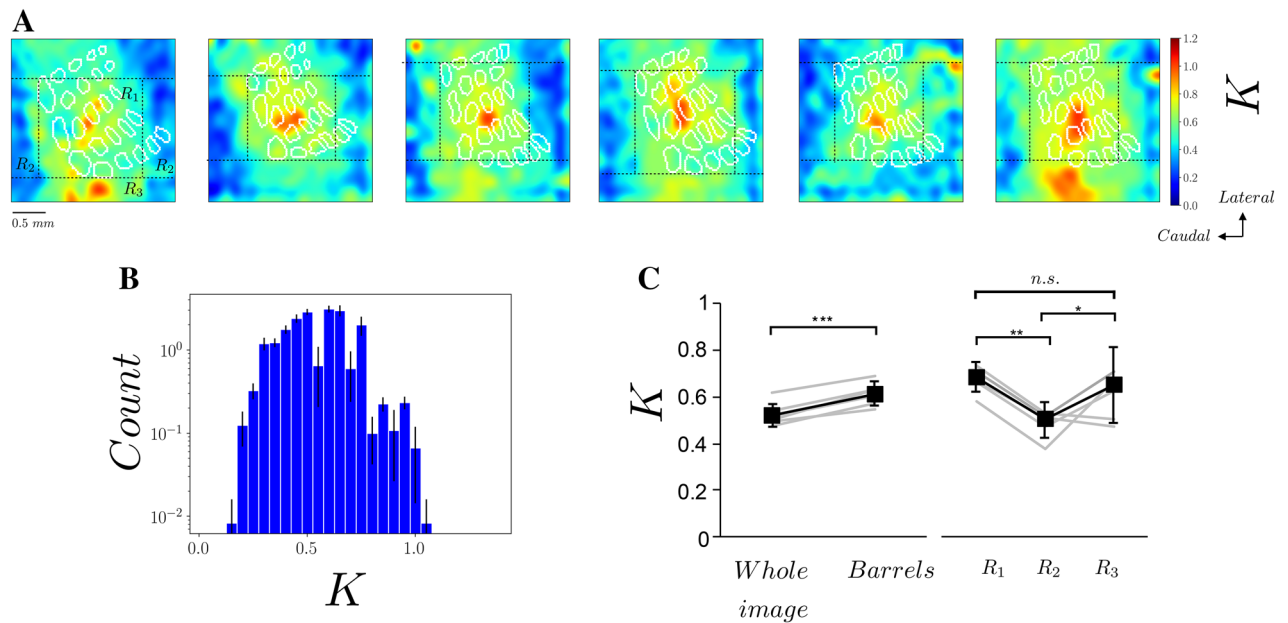 A
R1
R2
R2
R3
0.5 mm
1.2
1.0
0.8
0.6
0.4
0.2
0.0
K
Lateral
Caudal
B
10^0
10^-1
10^-2
Count
0.0
0.5
1.0
K
C
1
0.8
0.6
0.4
0.2
0
K
***
n.s.
**
*
Whole
image
Barrels
R1
R2
R3